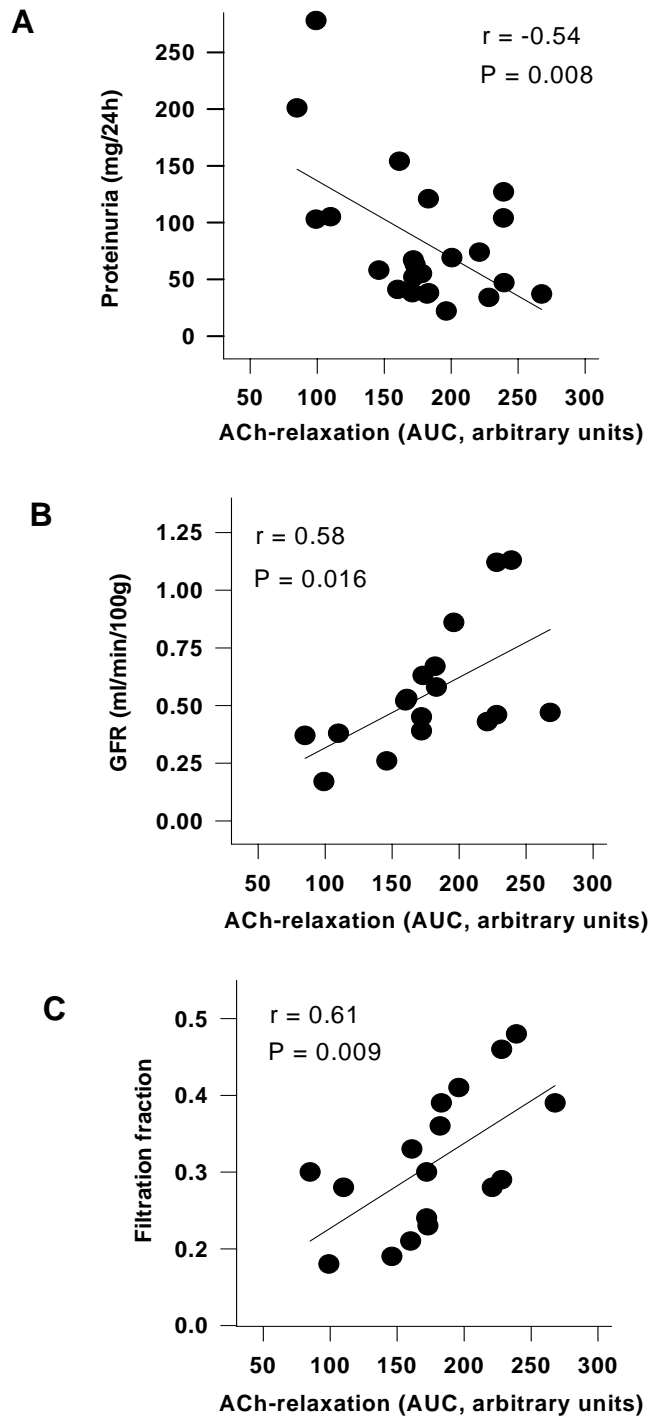 A
r = -0.54
P = 0.008
Proteinuria (mg/24h)
250
200
150
100
50
0
50 100 150 200 250 300
ACh-relaxation (AUC, arbitrary units)
B
r = 0.58
P = 0.016
GFR (ml/min/100g)
1.25
1.00
0.75
0.50
0.25
0.00
50 100 150 200 250 300
ACh-relaxation (AUC, arbitrary units)
C
r = 0.61
P = 0.009
Filtration fraction
0.5
0.4
0.3
0.2
0.0
50 100 150 200 250 300
ACh-relaxation (AUC, arbitrary units)